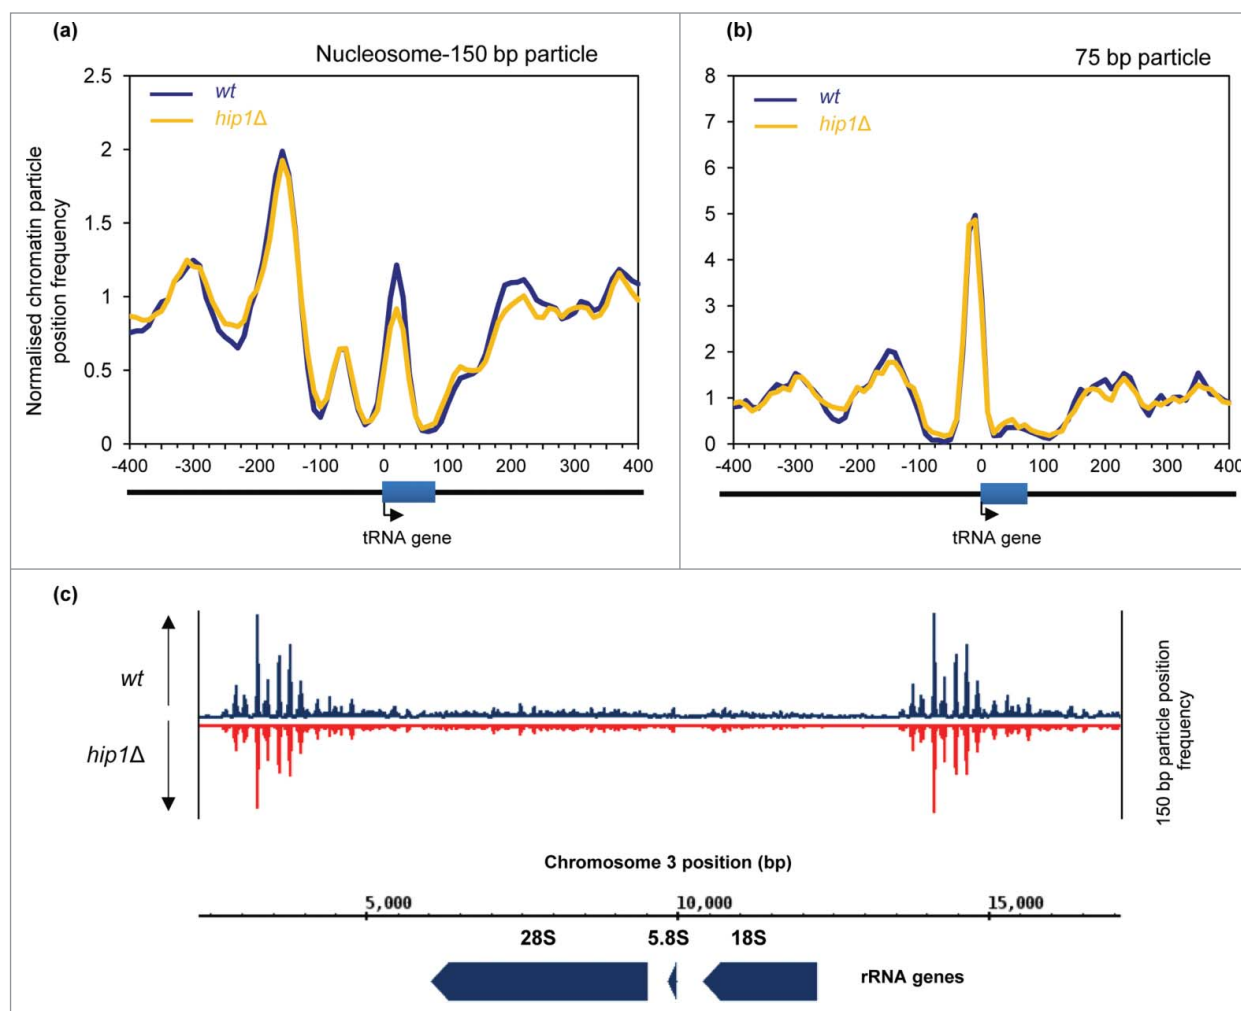 (a)
Nucleosome-150 bp particle
wt
hip1Δ
Normalised chromatin particle
position frequency
2.5
2
1.5
1
0.5
0
-400 -300 -200 -100 0 100 200 300 400
tRNA gene
(b)
75 bp particle
wt
hip1Δ
8
7
6
5
4
3
2
1
0
-400 -300 -200 -100 0 100 200 300 400
tRNA gene
(c)
wt
hip1Δ
150 bp particle position
frequency
Chromosome 3 position (bp)
5,000 10,000 15,000
28S 5.8S 18S
rRNA genes